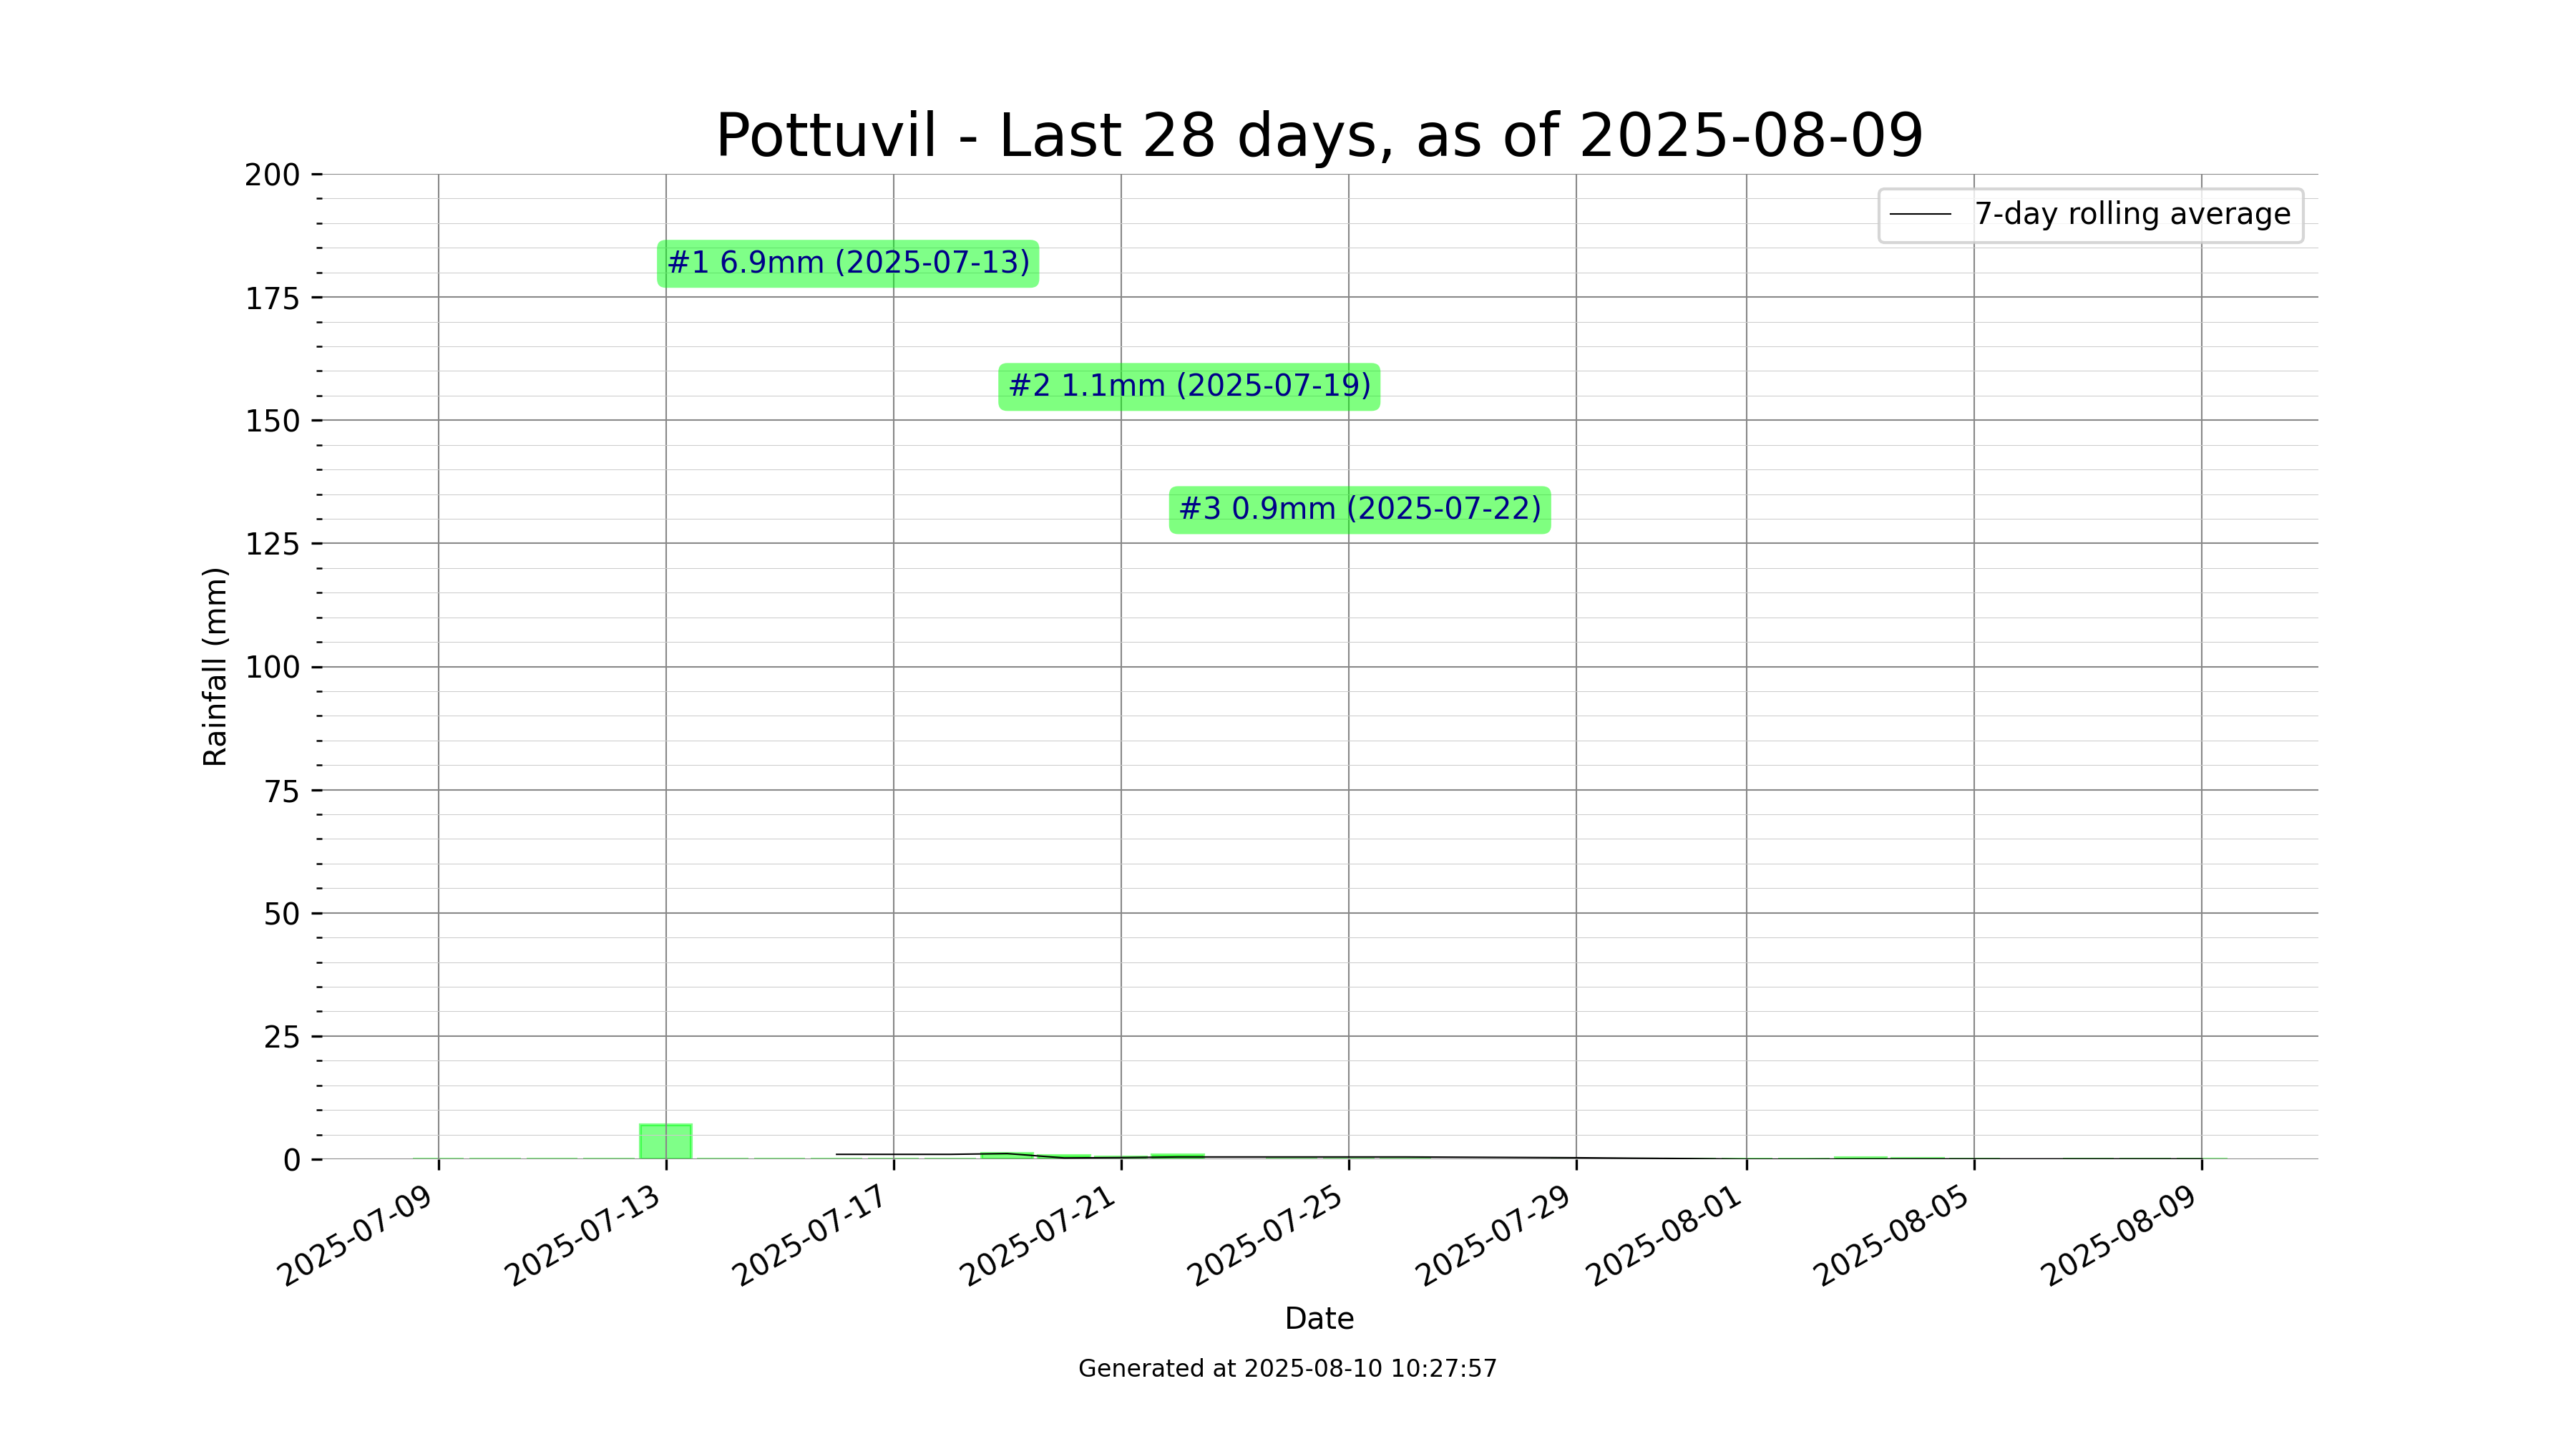 Pottuvil - Last 28 days, as of 2025-08-09
7-day rolling average
#1 6.9mm (2025-07-13)
#2 1.1mm (2025-07-19)
#3 0.9mm (2025-07-22)
Rainfall (mm)
200
175
150
125
100
75
50
25
0
2025-07-09
2025-07-13
2025-07-17
2025-07-21
2025-07-25
2025-07-29
2025-08-01
2025-08-05
2025-08-09
Date
Generated at 2025-08-10 10:27:57